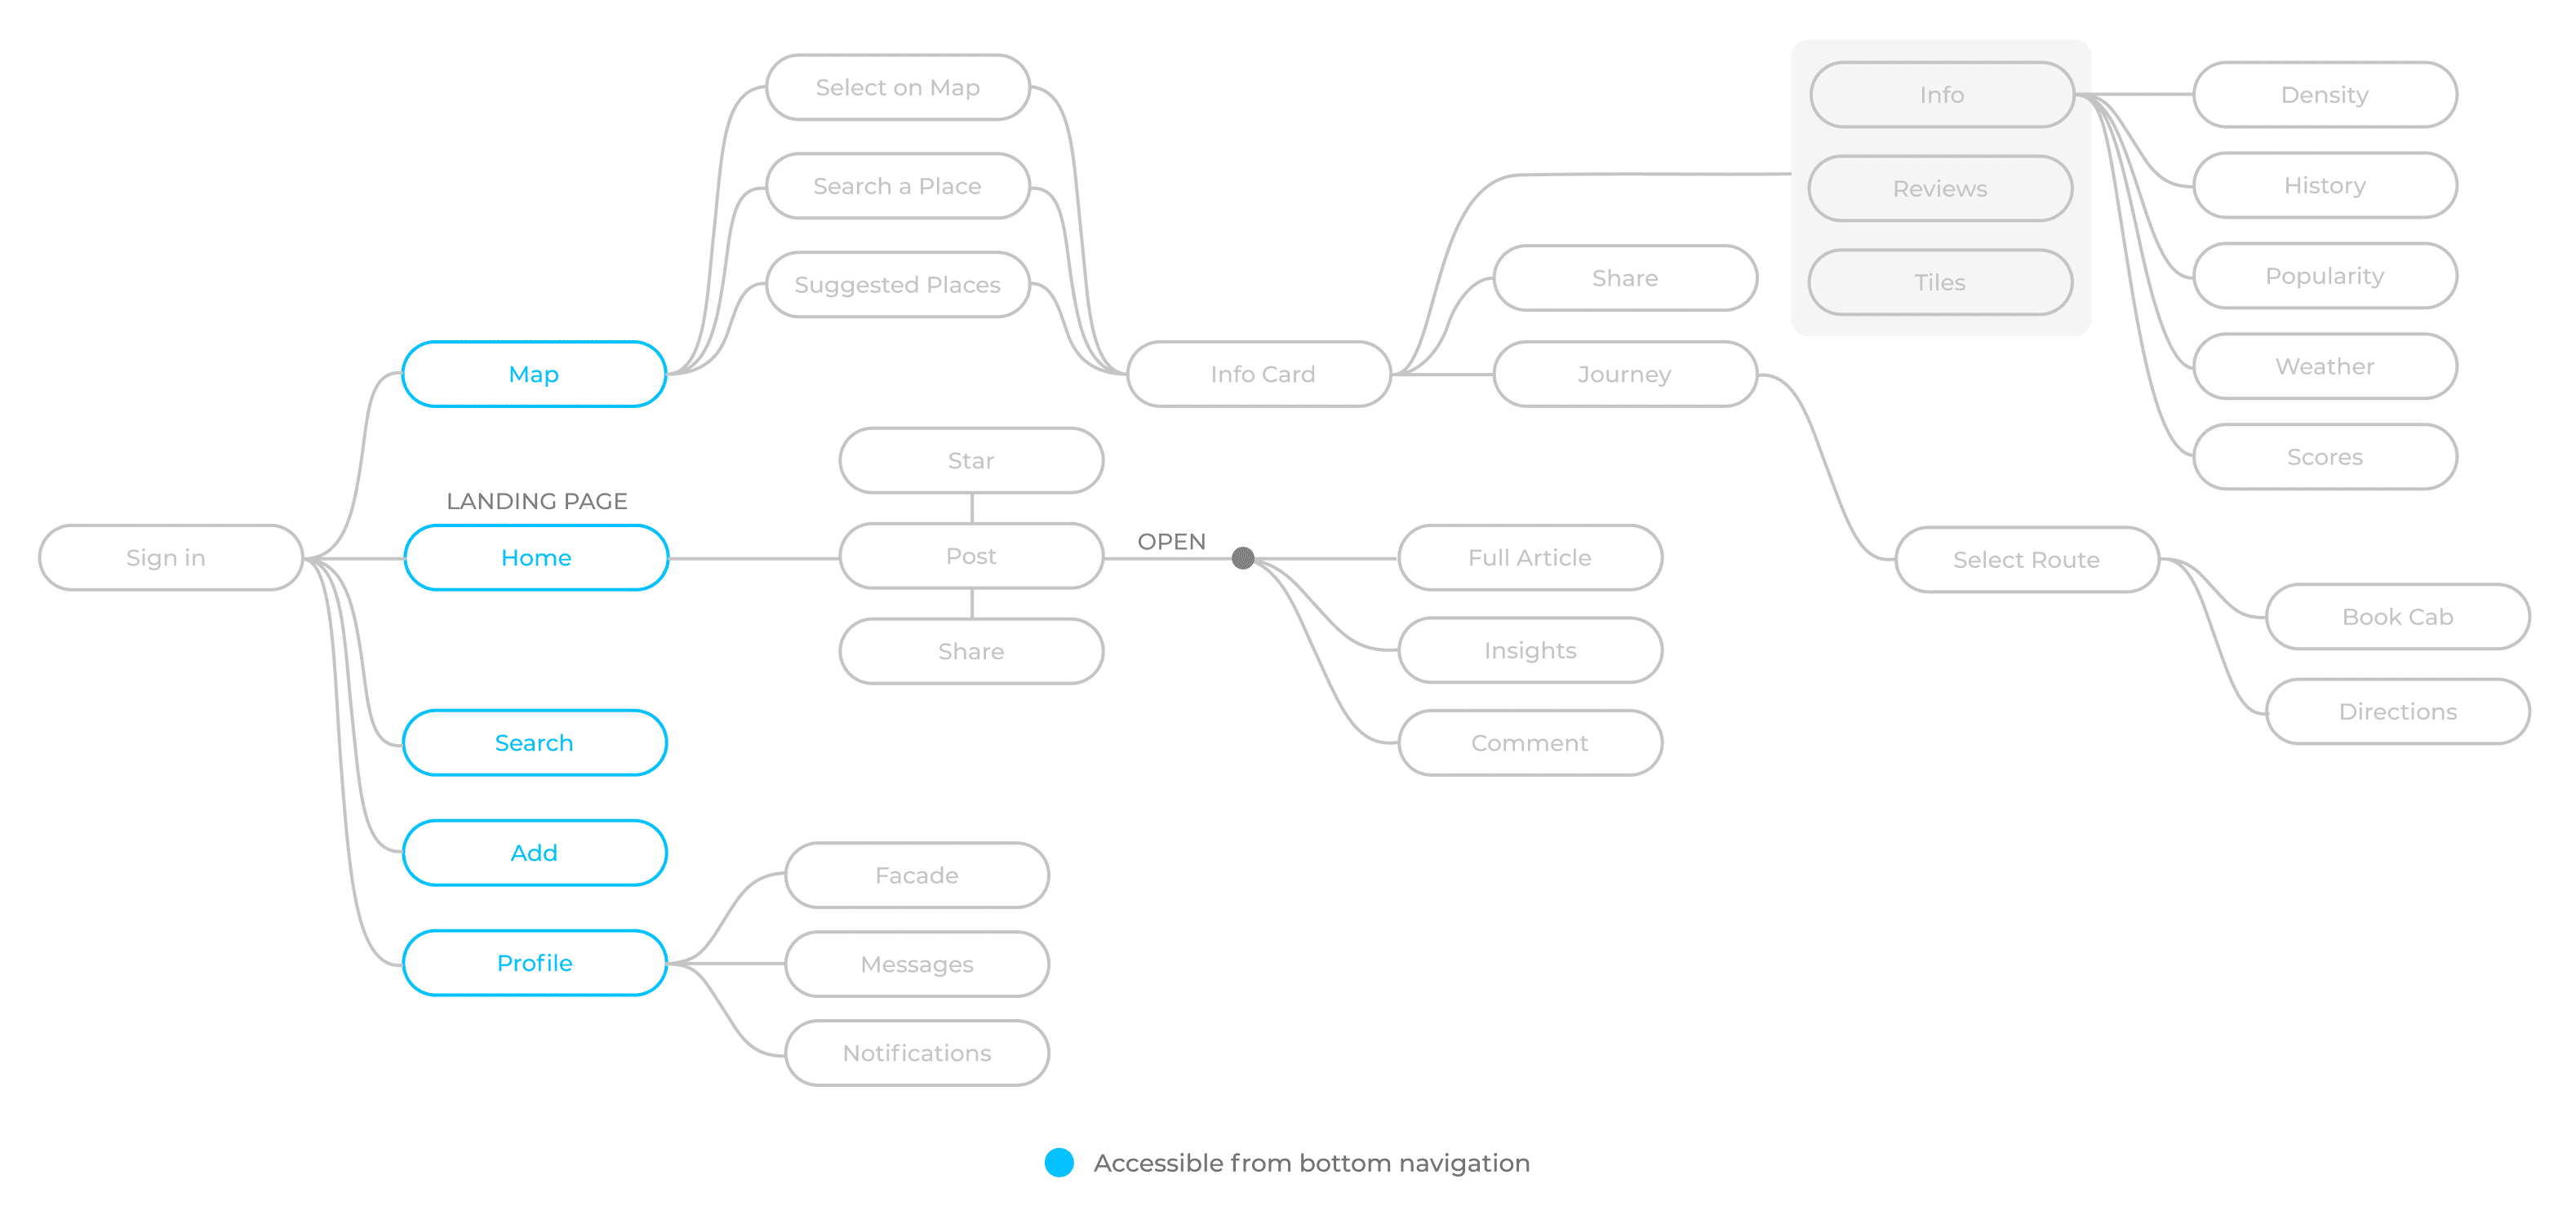 Select on Map
Search a Place
Suggested Places
Map
Info Card
Share
Journey
Info
Reviews
Tiles
Density
History
Popularity
Weather
Scores
Select Route
Book Cab
Directions
Sign in
LANDING PAGE
Home
Star
Post
Share
OPEN
Full Article
Insights
Comment
Search
Add
Profile
Facade
Messages
Notifications
Accessible from bottom navigation